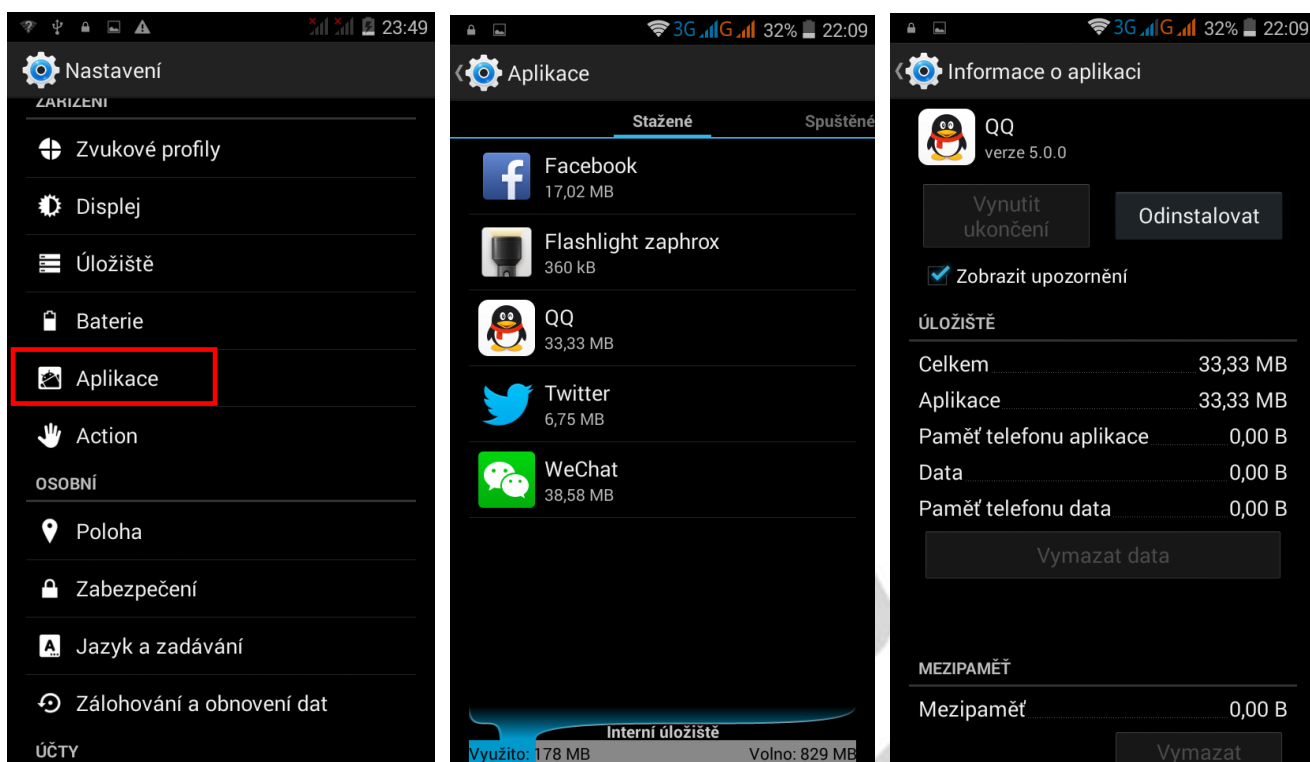 23:49
Nastavení
ZAŘÍZENÍ
Zvukové profily
Displej
Úložiště
Baterie
Aplikace
Action
OSOBNÍ
Poloha
Zabezpečení
Jazyk a zadávání
Zálohování a obnovení dat
ÚČTY
3G G 32% 22:09
Aplikace
Stažené Spuštěné
Facebook
17,02 MB
Flashlight zaphrox
360 kB
QQ
33,33 MB
Twitter
6,75 MB
WeChat
38,58 MB
Interní úložiště
Využito: 178 MB Volno: 829 MB
3G G 32% 22:09
Informace o aplikaci
QQ
verze 5.0.0
Vynutit
ukončení
Odinstalovat
Zobrazit upozornění
ÚLOŽIŠTĚ
Celkem 33,33 MB
Aplikace 33,33 MB
Paměť telefonu aplikace 0,00 B
Data 0,00 B
Paměť telefonu data 0,00 B
Vymazat data
MEZIPAMĚŤ
Mezipaměť 0,00 B
Vymazat